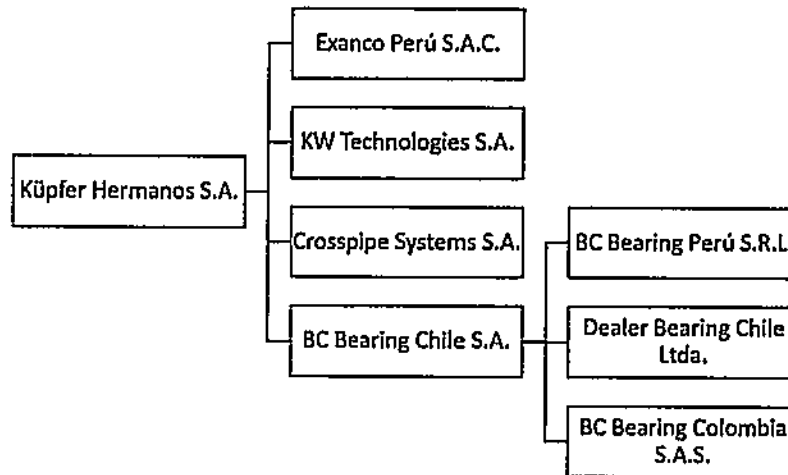 Exanco Perú S.A.C.
KW Technologies S.A.
Küpfer Hermanos S.A.
Crosspipe Systems S.A.
BC Bearing Perú S.R.L
BC Bearing Chile S.A.
Dealer Bearing Chile
Ltda.
BC Bearing Colombia
S.A.S.